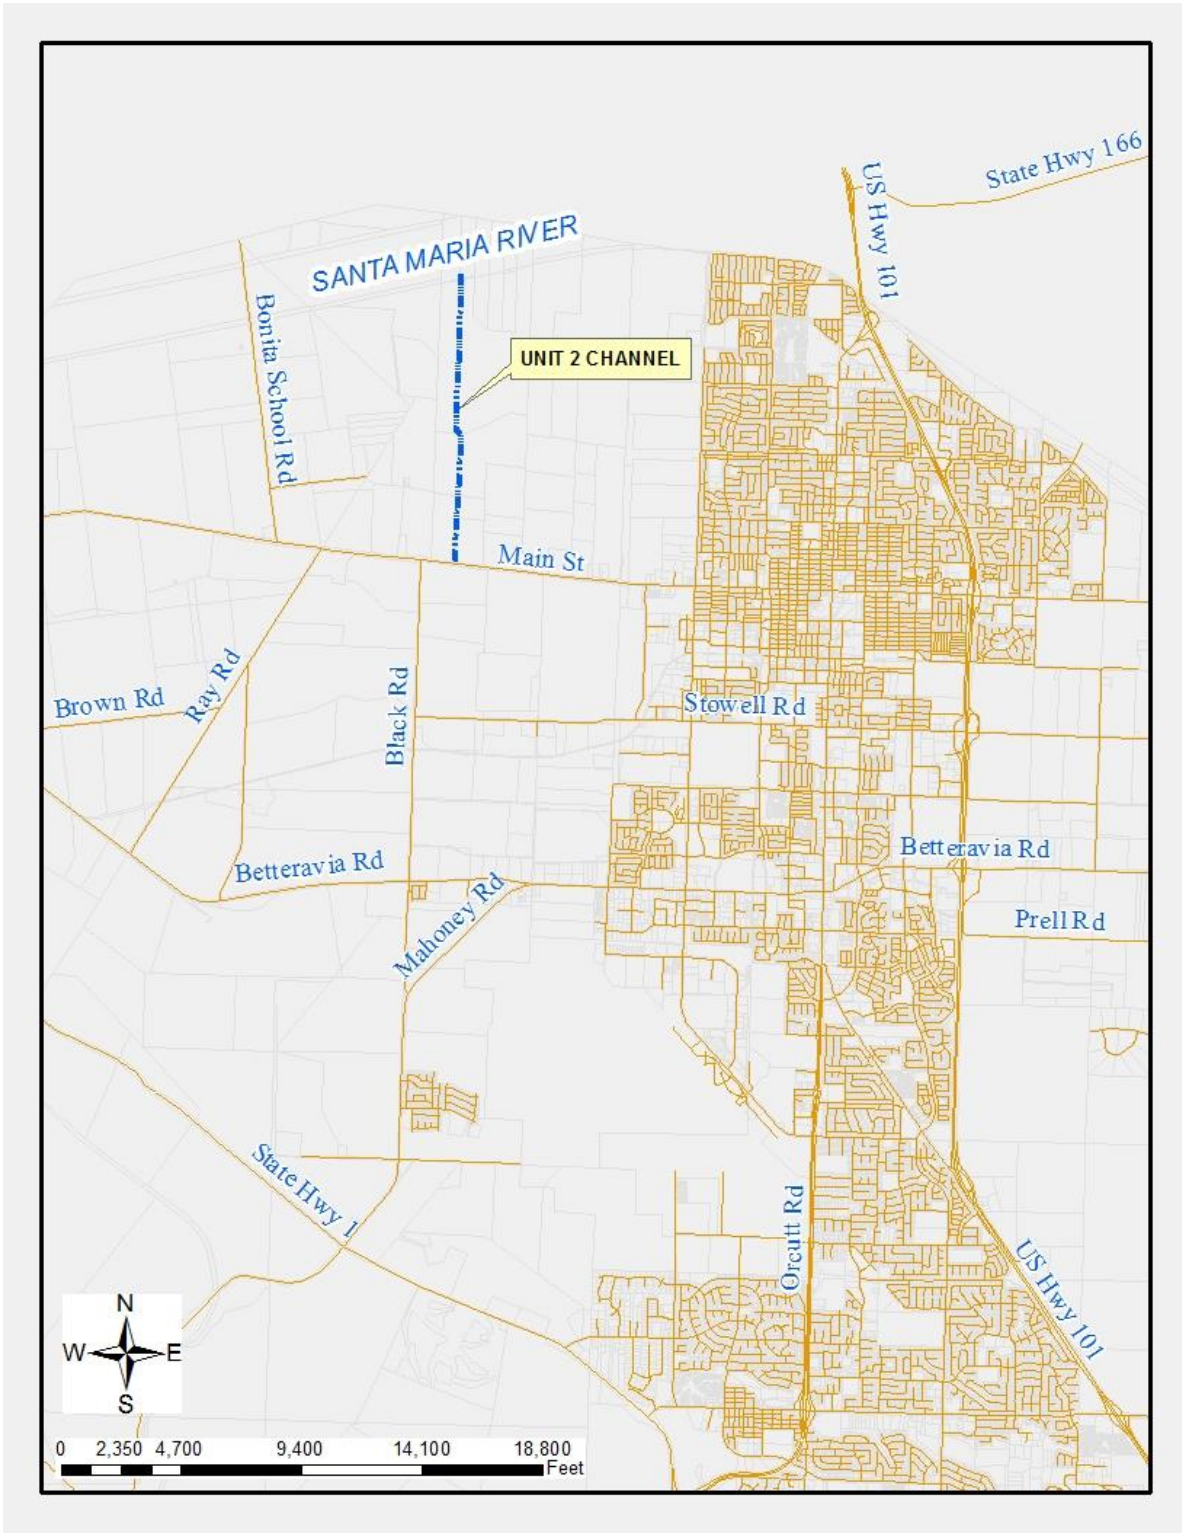 State Hwy 166
US Hwy 101
SANTA MARIA RIVER
Bonita School Rd
UNIT 2 CHANNEL
Main St
Ray Rd
Brown Rd
Black Rd
Stowell Rd
Betteravia Rd
Betteravia Rd
Mahoney Rd
Prell Rd
State Hwy 1
Orcutt Rd
US Hwy 101
N
W E
S
0 2,350 4,700 9,400 14,100 18,800
Feet